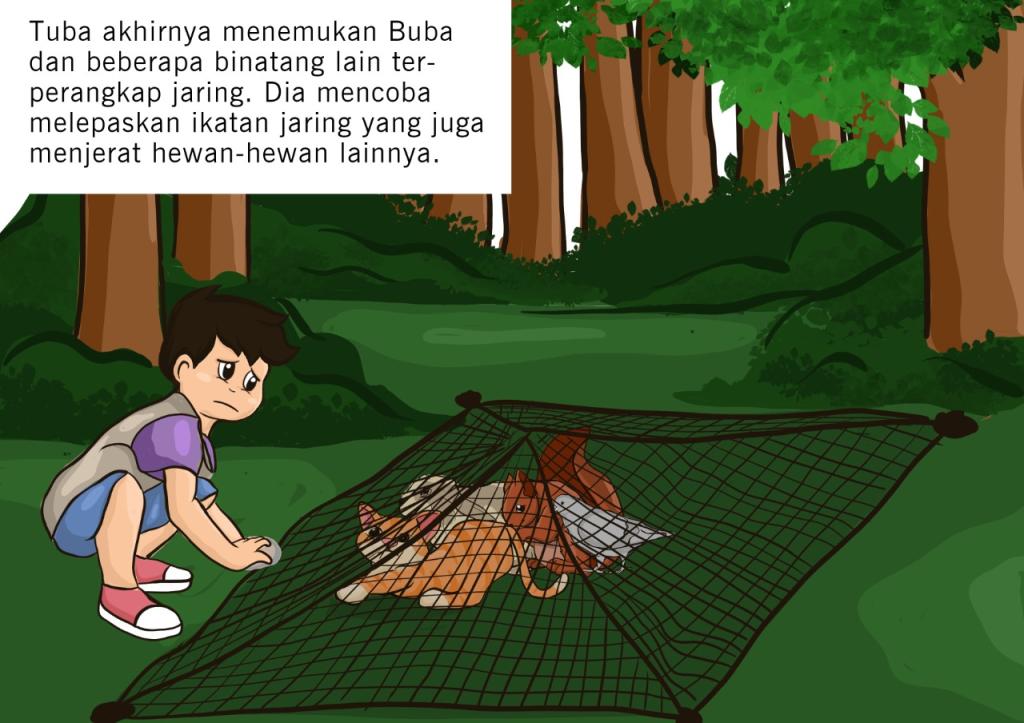 Tuba akhirnya menemukan Buba
dan beberapa binatang lain ter-
perangkap jaring. Dia mencoba
melepaskan ikatan jaring yang juga
menjerat hewan-hewan lainnya.